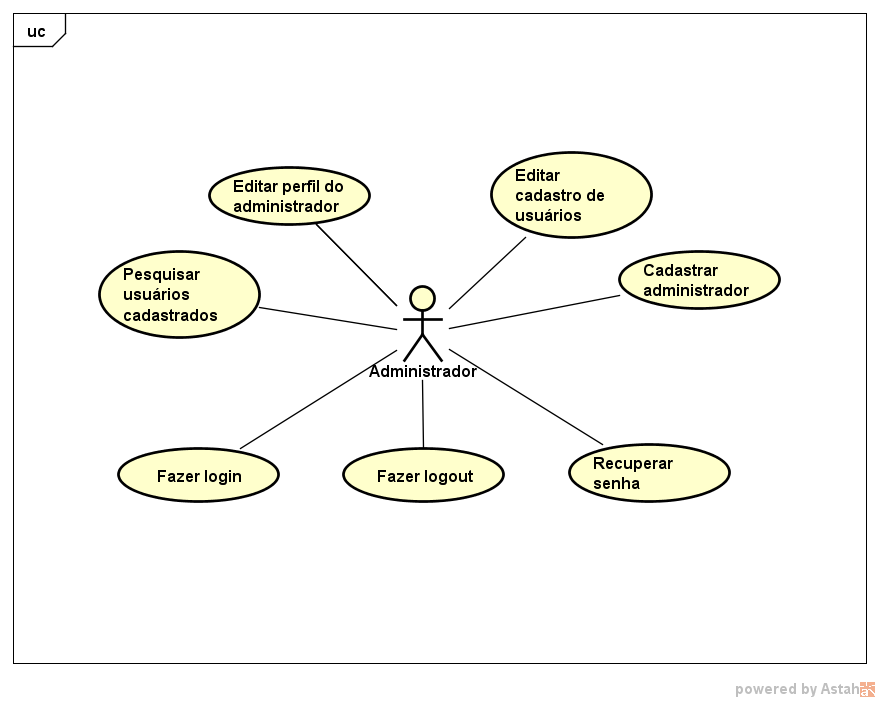 uc
Editar perfil do
administrador
Editar
cadastro de
usuários
Pesquisar
usuários
cadastrados
Cadastrar
administrador
Administrador
Fazer login
Fazer logout
Recuperar
senha
powered by Astah